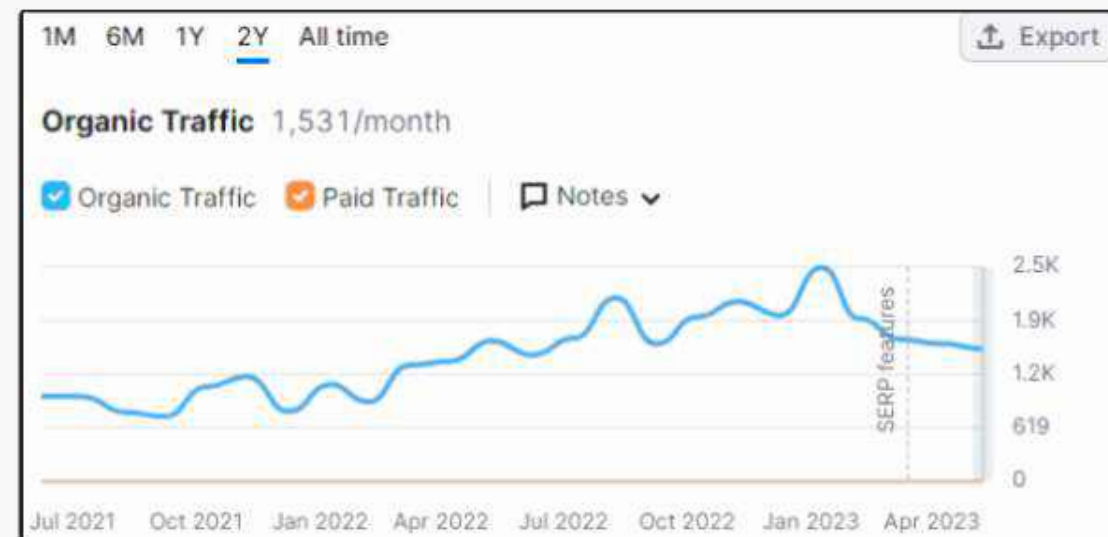 1M 6M 1Y 2Y All time Export
Organic Traffic 1,531/month
Organic Traffic Paid Traffic Notes
2.5K
1.9K
1.2K
619
0
SERP features
Jul 2021 Oct 2021 Jan 2022 Apr 2022 Jul 2022 Oct 2022 Jan 2023 Apr 2023